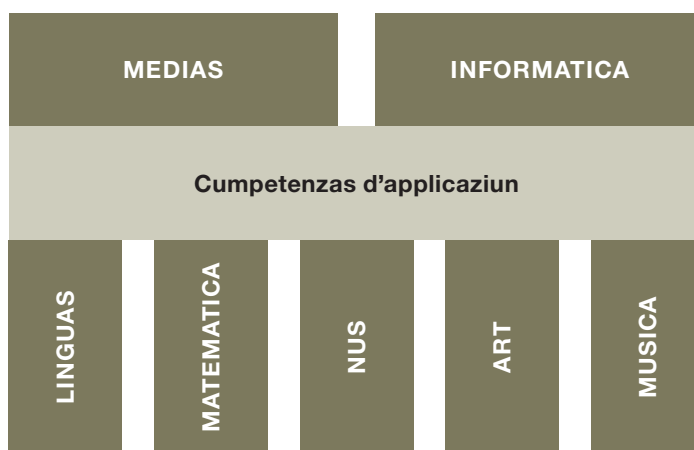 MEDIAS
INFORMATICA
Cumpetenzas d’applicaziun
LINGUAS
MATEMATICA
NUS
ART
MUSICA